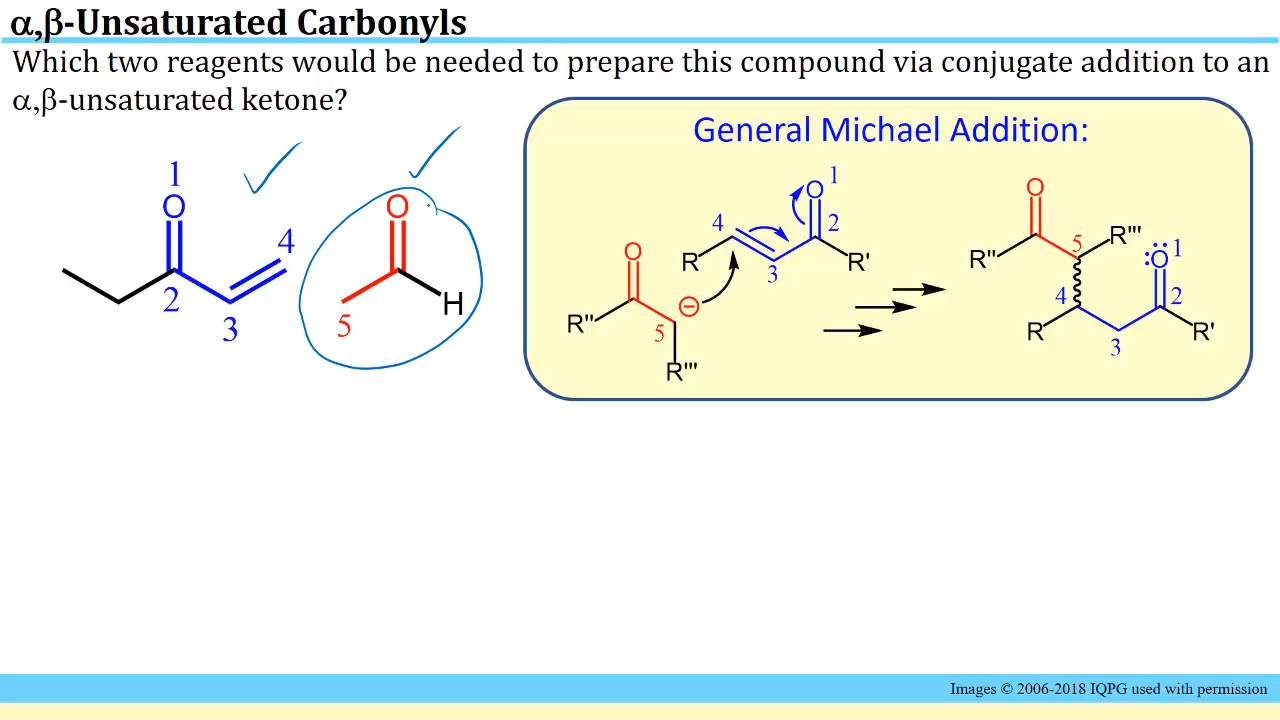 α,β-Unsaturated Carbonyls
Which two reagents would be needed to prepare this compound via conjugate addition to an
α,β-unsaturated ketone?
General Michael Addition:
1
O
2
3
4
O
H
5
O
R''
5
⊖
R'''
R
4
3
O
1
2
R'
O
R''
5
R'''
4
R
3
:O
1
2
R'
Images © 2006-2018 IQPG used with permission